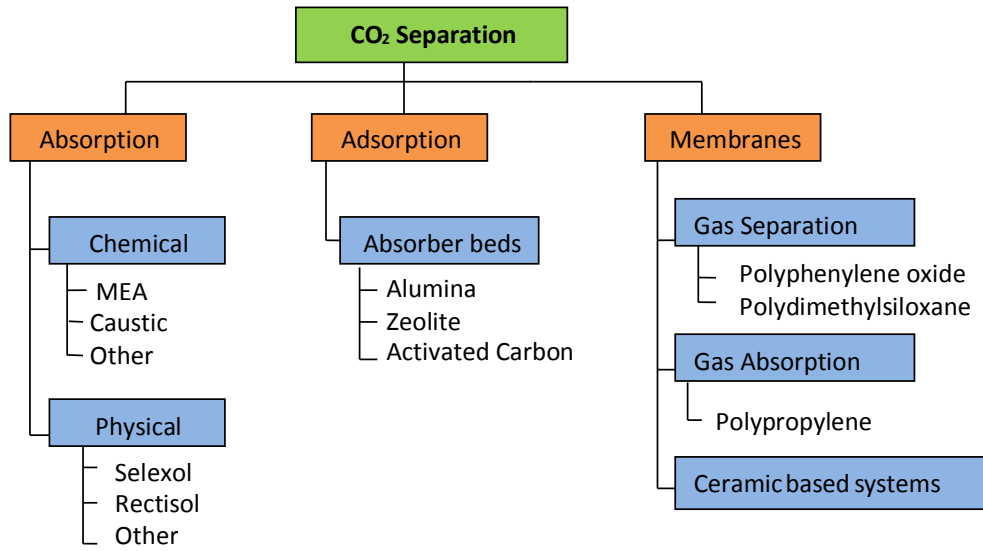 CO₂ Separation
Absorption
Chemical
MEA
Caustic
Other
Physical
Selexol
Rectisol
Other
Adsorption
Absorber beds
Alumina
Zeolite
Activated Carbon
Membranes
Gas Separation
Polyphenylene oxide
Polydimethylsiloxane
Gas Absorption
Polypropylene
Ceramic based systems